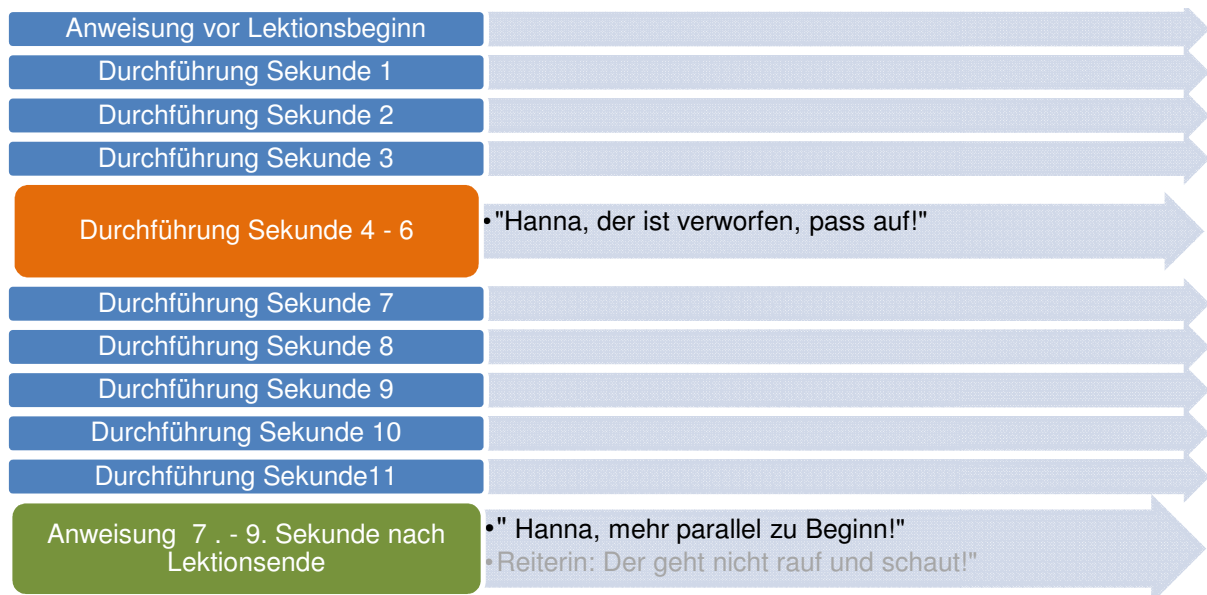 Anweisung vor Lektionsbeginn
Durchführung Sekunde 1
Durchführung Sekunde 2
Durchführung Sekunde 3
Durchführung Sekunde 4 - 6
•"Hanna, der ist verworfen, pass auf!"
Durchführung Sekunde 7
Durchführung Sekunde 8
Durchführung Sekunde 9
Durchführung Sekunde 10
Durchführung Sekunde11
Anweisung 7 . - 9. Sekunde nach
Lektionsende
•" Hanna, mehr parallel zu Beginn!"
•Reiterin: Der geht nicht rauf und schaut!"